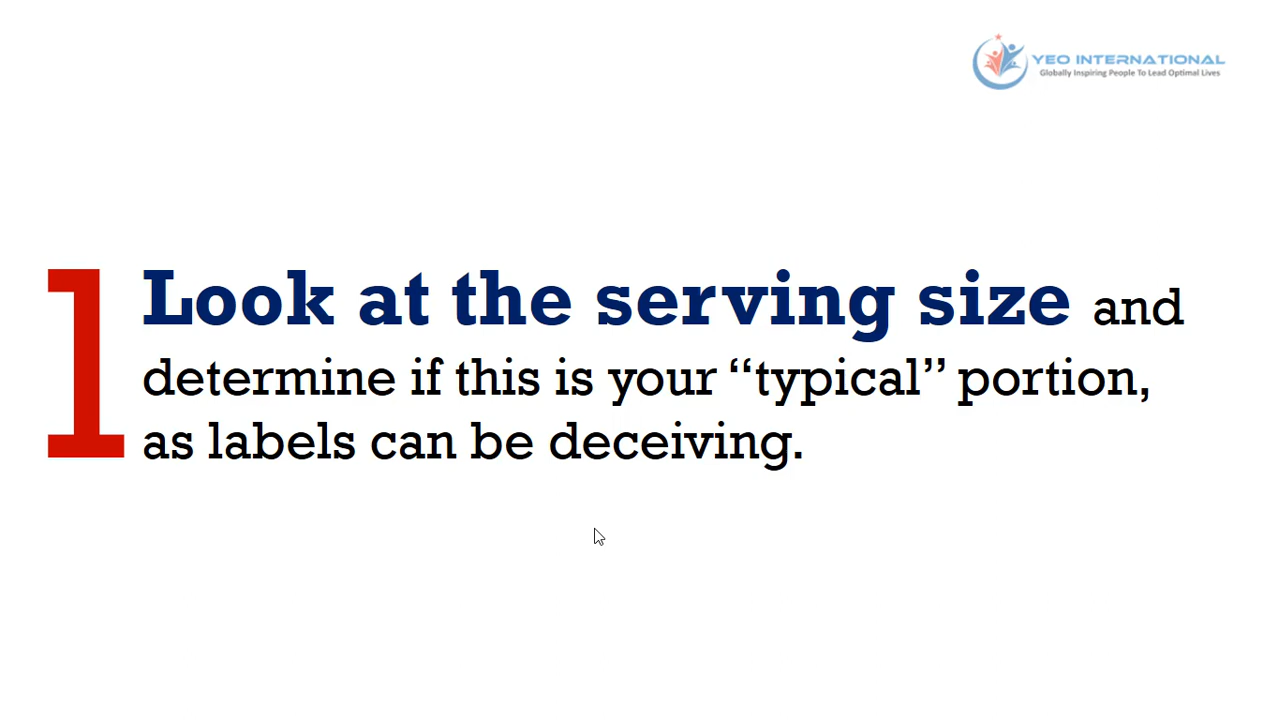 YEO INTERNATIONAL
Globally Inspiring People To Lead Optimal Lives
1
Look at the serving size and
determine if this is your “typical” portion,
as labels can be deceiving.